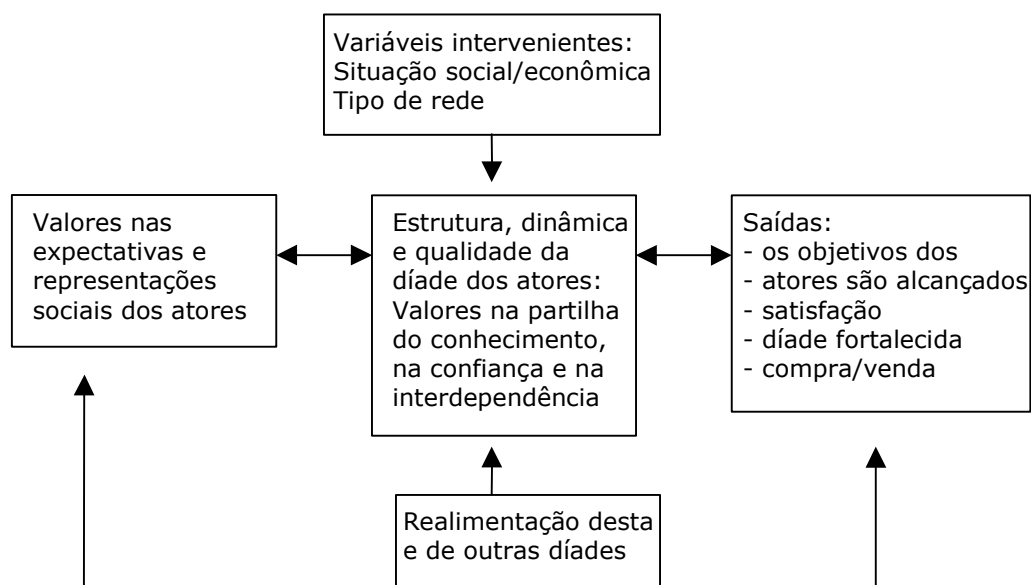 Variáveis intervenientes:
Situação social/econômica
Tipo de rede
Valores nas
expectativas e
representações
sociais dos atores
Estrutura, dinâmica
e qualidade da
díade dos atores:
Valores na partilha
do conhecimento,
na confiança e na
interdependência
Saídas:
- os objetivos dos
- atores são alcançados
- satisfação
- díade fortalecida
- compra/venda
Realimentação desta
e de outras díades